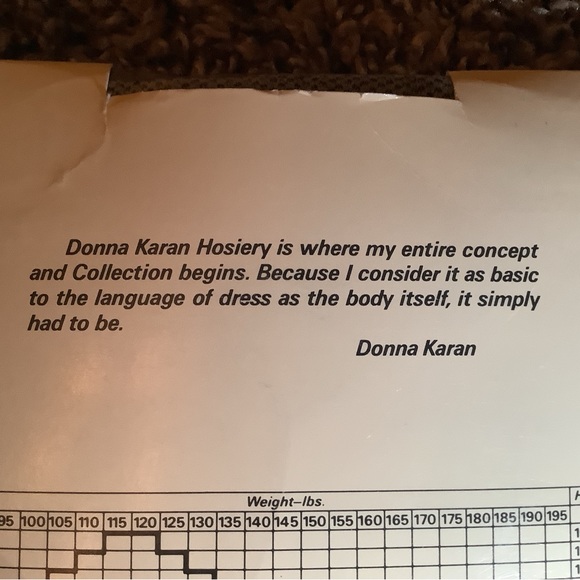 Donna Karan Hosiery is where my entire concept
and Collection begins. Because I consider it as basic
to the language of dress as the body itself, it simply
had to be.
Donna Karan
Weight–lbs.
95 100 105 110 115 120 125 130 135 140 145 150 155 160 165 170 175 180 185 190 195